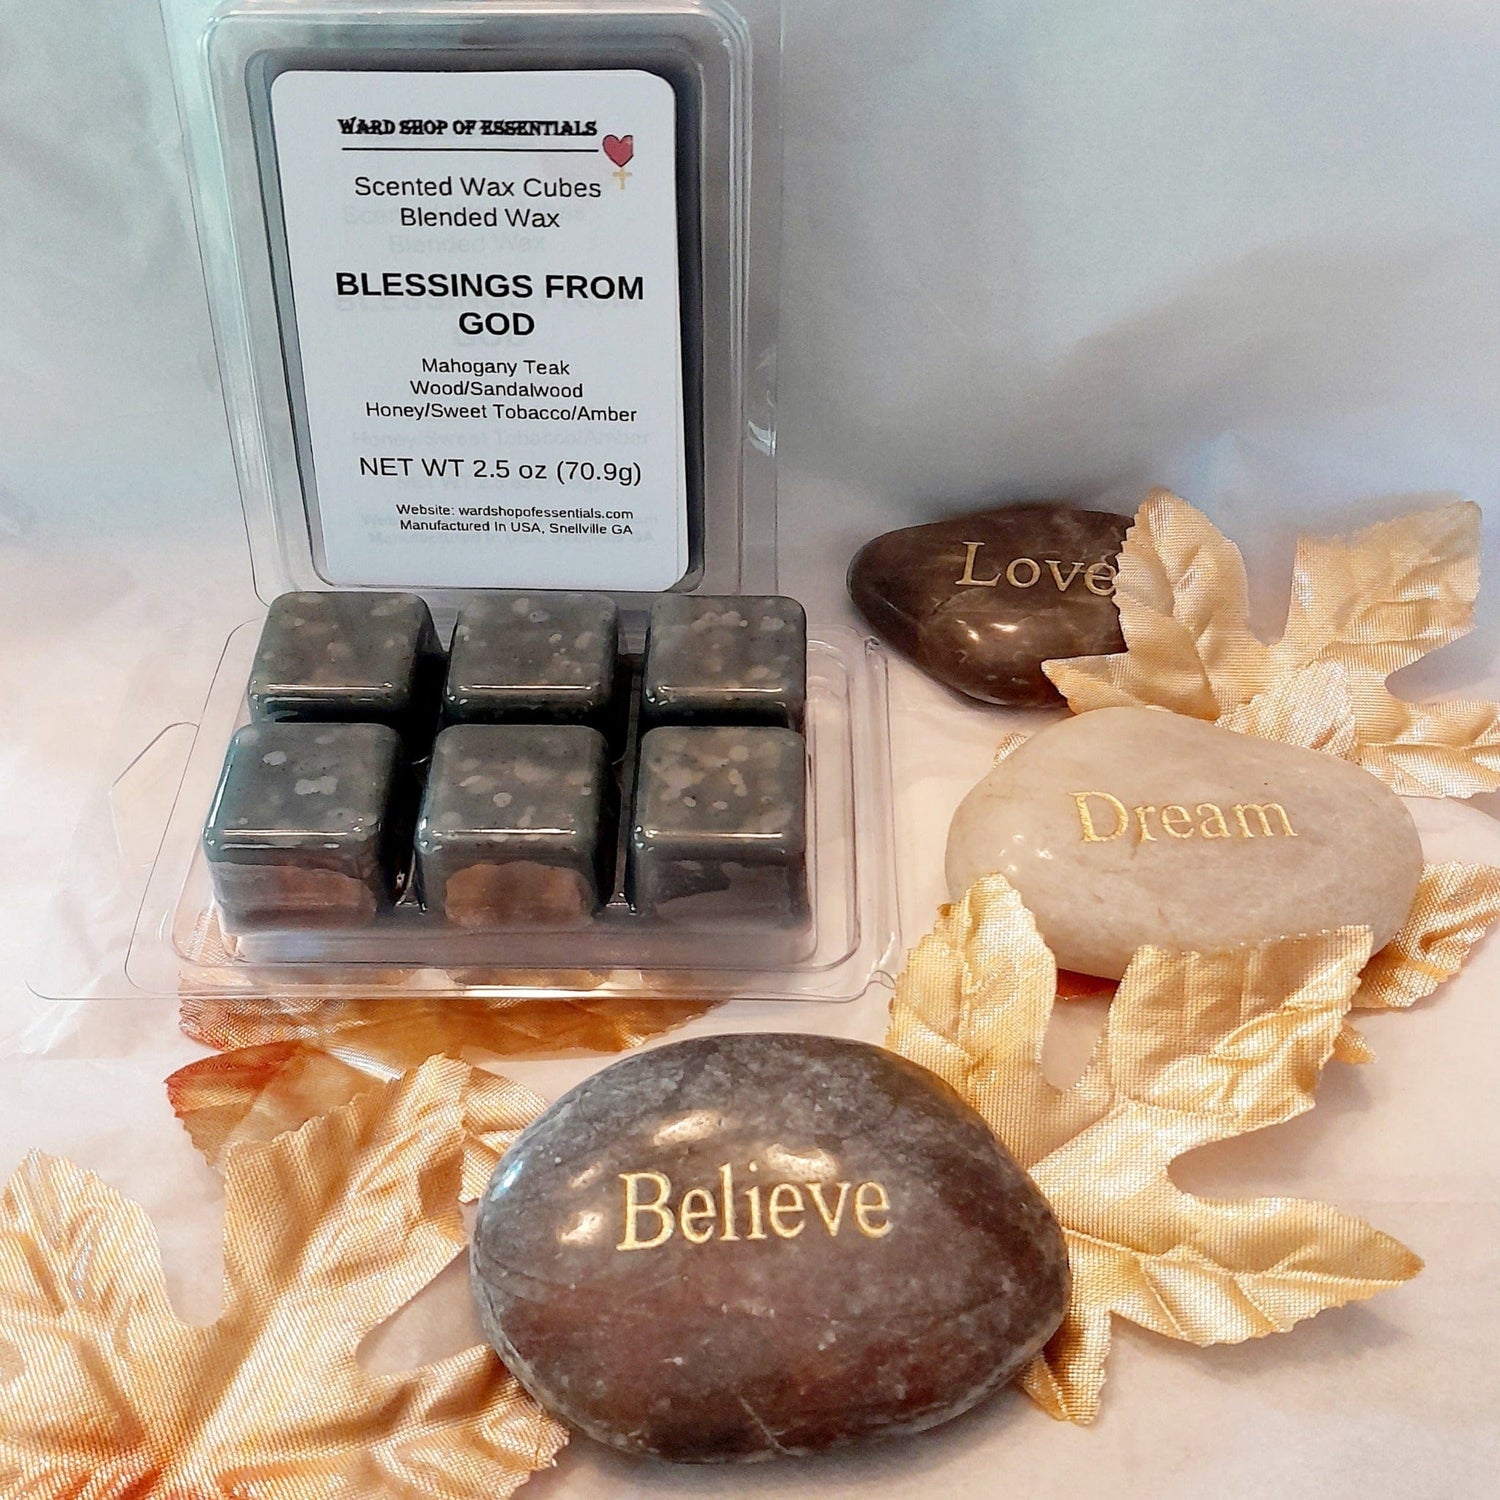 WARD SHOP OF ESSENTIALS
Scented Wax Cubes
Blended Wax
BLESSINGS FROM
GOD
Mahogany Teak
Wood/Sandalwood
Honey/Sweet Tobacco/Amber
NET WT 2.5 oz (70.9g)
Website: wardshopofessentials.com
Manufactured In USA, Snellville GA
Love
Dream
Believe